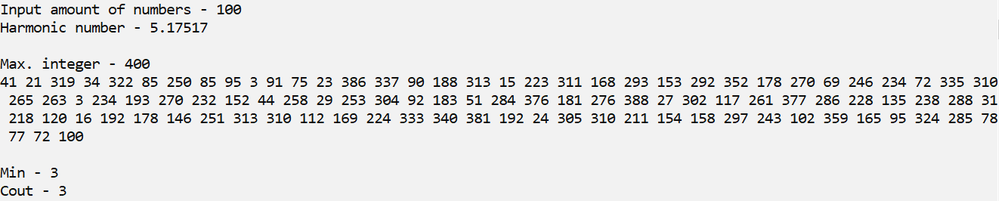 Input amount of numbers - 100
Harmonic number - 5.17517
Max. integer - 400
41 21 319 34 322 85 250 85 95 3 91 75 23 386 337 90 188 313 15 223 311 168 293 153 292 352 178 270 69 246 234 72 335 310
265 263 3 234 193 270 232 152 44 258 29 253 304 92 183 51 284 376 181 276 388 27 302 117 261 377 286 228 135 238 288 31
218 120 16 192 178 146 251 313 310 112 169 224 333 340 381 192 24 305 310 211 154 158 297 243 102 359 165 95 324 285 78
77 72 100
Min - 3
Cout - 3